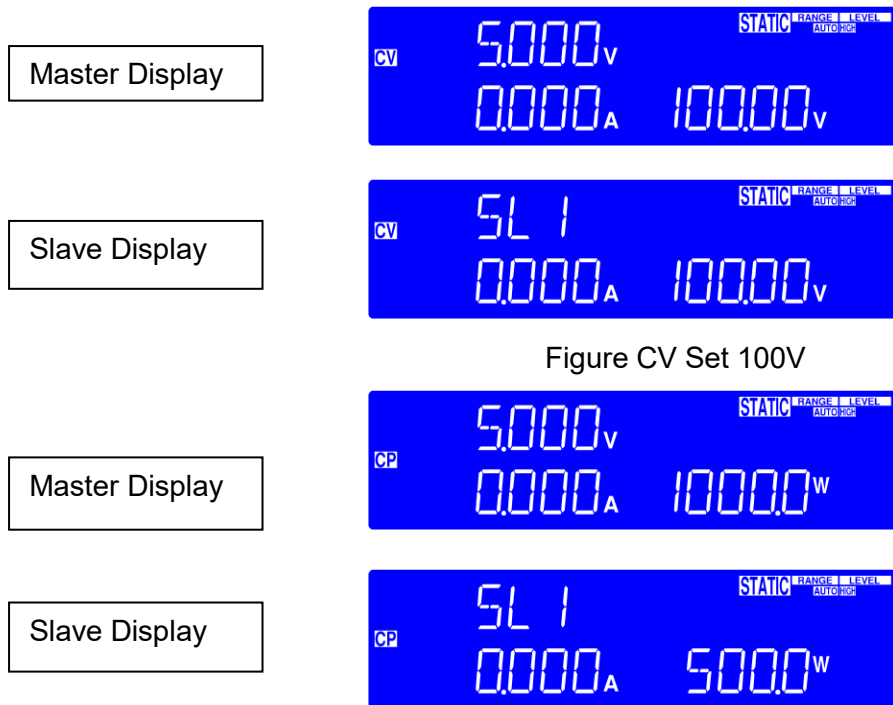 Master Display
CV 5.000V STATIC RANGE LEVEL
AUTO HIGH
0.000A 100.00V
Slave Display
CV SL 1 STATIC RANGE LEVEL
AUTO HIGH
0.000A 100.00V
Figure CV Set 100V
Master Display
CP 5.000V STATIC RANGE LEVEL
AUTO HIGH
0.000A 1000.0W
Slave Display
CP SL 1 STATIC RANGE LEVEL
AUTO HIGH
0.000A 500.0W